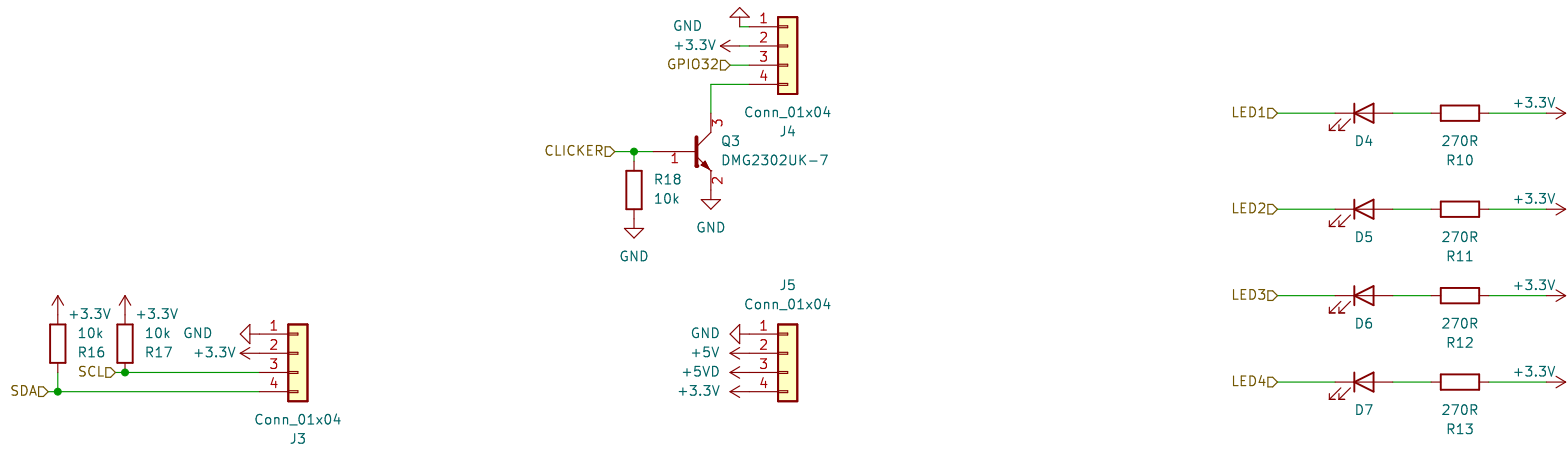 GND
1
+3.3V
2
GPIO32
3
4
Conn_01x04
J4
CLICKER
3
1
2
Q3
DMG2302UK-7
R18
10k
GND
GND
LED1
D4
270R
R10
+3.3V
LED2
D5
270R
R11
+3.3V
LED3
D6
270R
R12
+3.3V
LED4
D7
270R
R13
+3.3V
+3.3V
10k
R16
+3.3V
10k
R17
GND
1
+3.3V
2
SCL
3
SDA
4
Conn_01x04
J3
J5
Conn_01x04
GND
1
+5V
2
+5VD
3
+3.3V
4